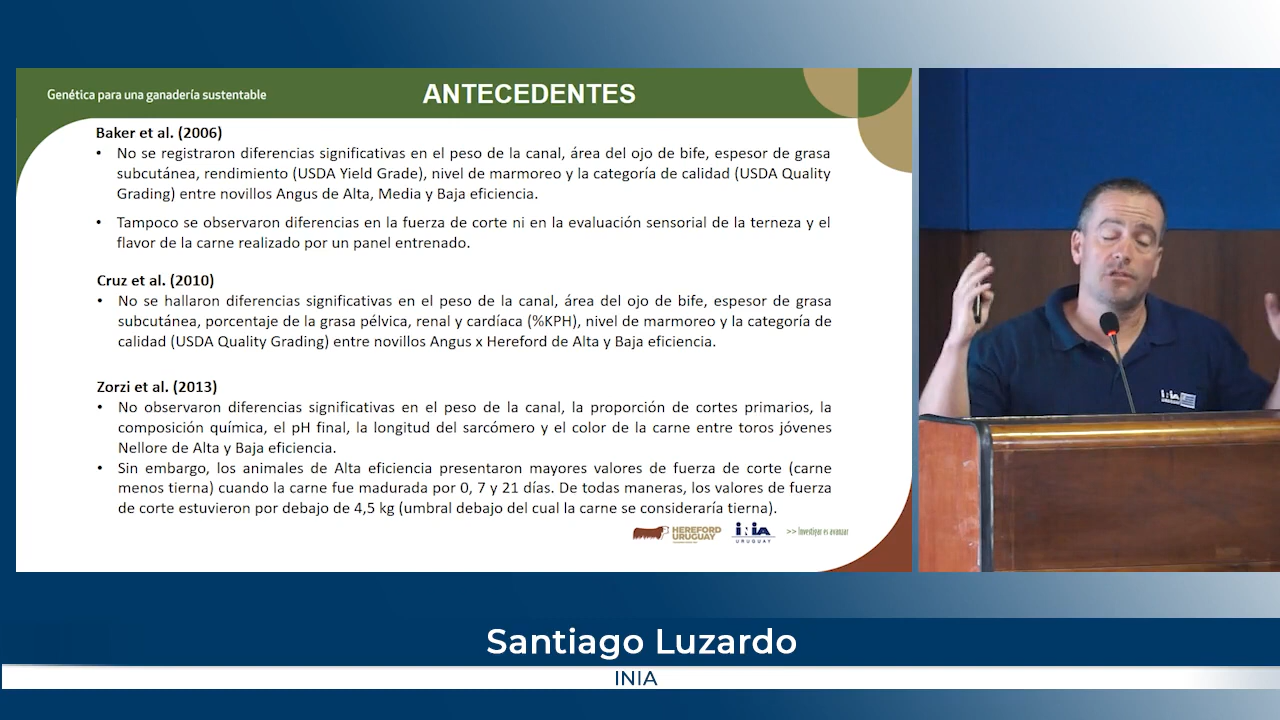 Genética para una ganadería sustentable
ANTECEDENTES
Baker et al. (2006)
• No se registraron diferencias significativas en el peso de la canal, área del ojo de bife, espesor de grasa
subcutánea, rendimiento (USDA Yield Grade), nivel de marmoreo y la categoría de calidad (USDA Quality
Grading) entre novillos Angus de Alta, Media y Baja eficiencia.
• Tampoco se observaron diferencias en la fuerza de corte ni en la evaluación sensorial de la terneza y el
flavor de la carne realizado por un panel entrenado.
Cruz et al. (2010)
• No se hallaron diferencias significativas en el peso de la canal, área del ojo de bife, espesor de grasa
subcutánea, porcentaje de la grasa pélvica, renal y cardíaca (%KPH), nivel de marmoreo y la categoría de
calidad (USDA Quality Grading) entre novillos Angus x Hereford de Alta y Baja eficiencia.
Zorzi et al. (2013)
• No observaron diferencias significativas en el peso de la canal, la proporción de cortes primarios, la
composición química, el pH final, la longitud del sarcómero y el color de la carne entre toros jóvenes
Nellore de Alta y Baja eficiencia.
• Sin embargo, los animales de Alta eficiencia presentaron mayores valores de fuerza de corte (carne
menos tierna) cuando la carne fue madurada por 0, 7 y 21 días. De todas maneras, los valores de fuerza
de corte estuvieron por debajo de 4,5 kg (umbral debajo del cual la carne se consideraría tierna).
HEREFORD
URUGUAY
INIA
URUGUAY
>> Investigar es avanzar
INIA
Santiago Luzardo
INIA